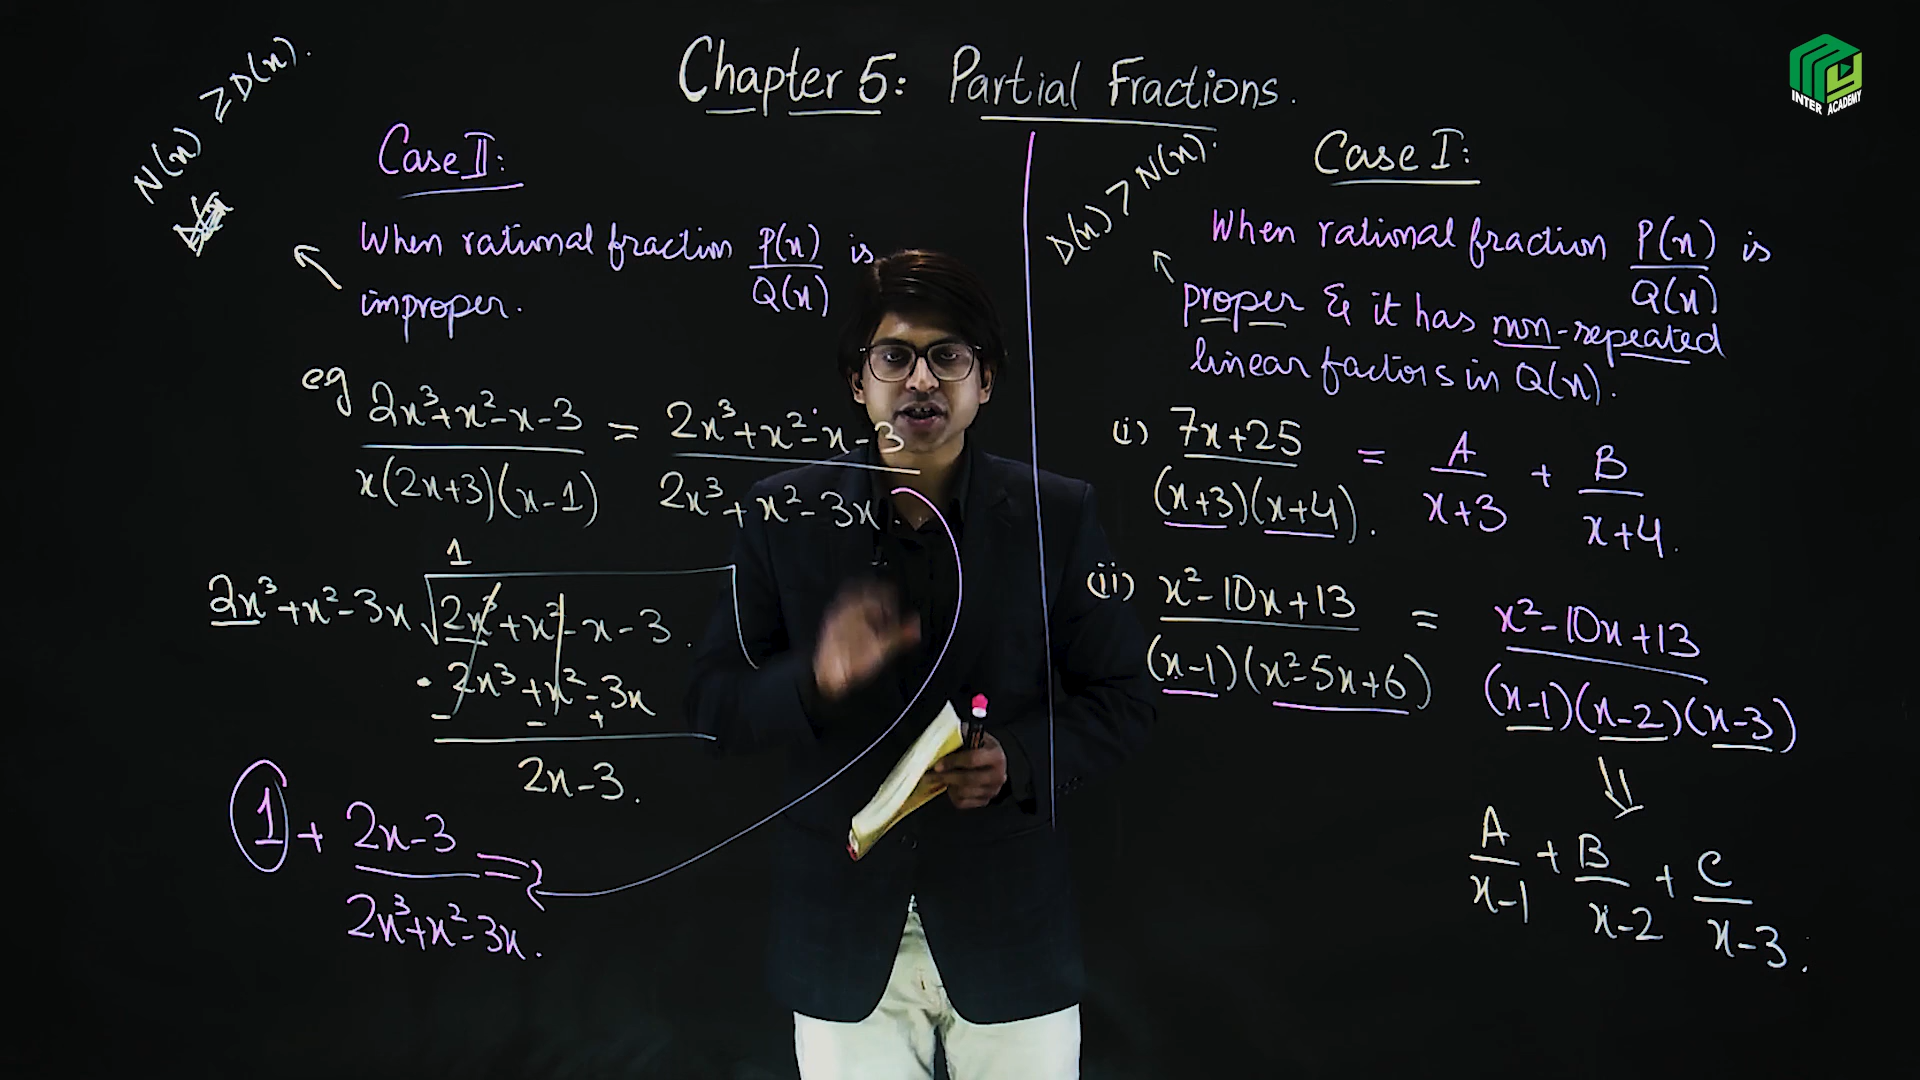 Chapter 5: Partial Fractions.
INTER ACADEMY
N(x) ≥ D(x).
Case II:
When rational fraction P(x)/Q(x) is
improper.
eg (2x³+x²-x-3)/(x(2x+3)(x-1)) = (2x³+x²-x-3)/(2x³+x²-3x).
1
2x³+x²-3x √2x³+x²-x-3.
2x³+x²-3x
- - +
2x-3.
1 + (2x-3)/(2x³+x²-3x). ⇒
D(x) > N(x).
Case I:
When rational fraction P(x)/Q(x) is
proper & it has non-repeated
linear factors in Q(x).
(i) (7x+25)/((x+3)(x+4)). = A/(x+3) + B/(x+4).
(ii) (x²-10x+13)/((x-1)(x²-5x+6)) = (x²-10x+13)/((x-1)(x-2)(x-3))
⇓
A/(x-1) + B/(x-2) + C/(x-3).